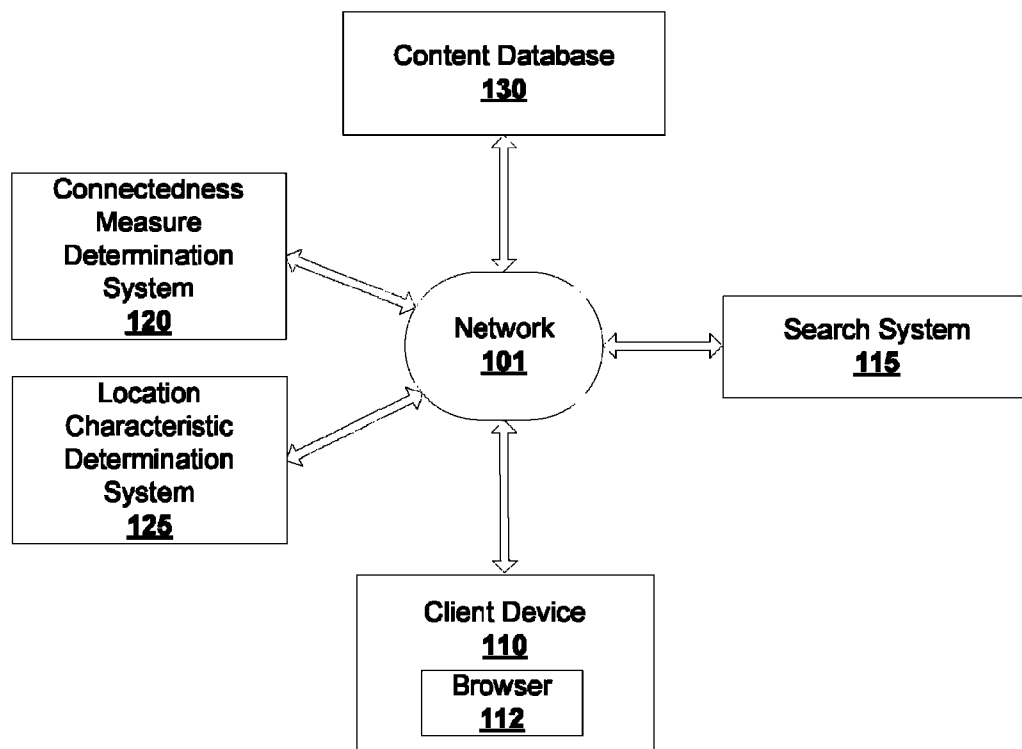 Content Database
130
Connectedness
Measure
Determination
System
120
Network
101
Search System
115
Location
Characteristic
Determination
System
125
Client Device
110
Browser
112